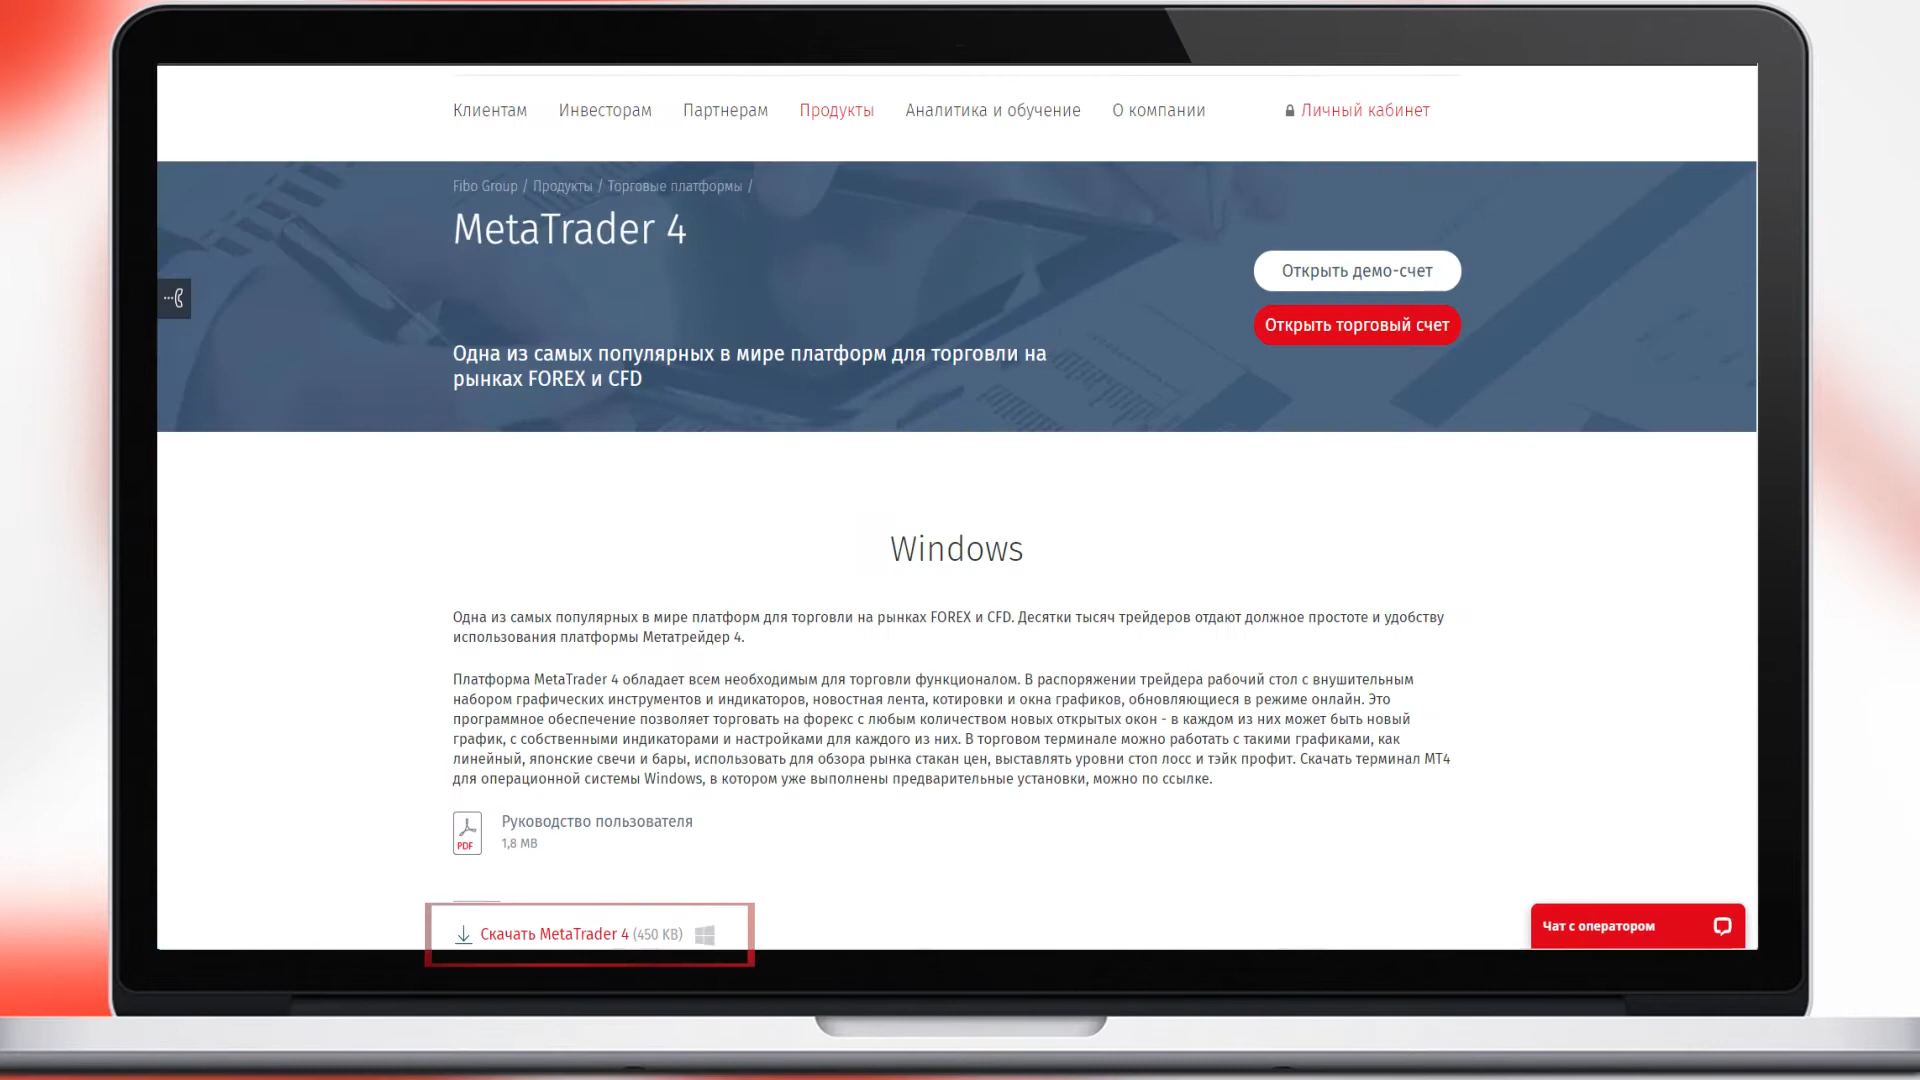 Клиентам Инвесторам Партнерам Продукты Аналитика и обучение О компании Личный кабинет
Fibo Group / Продукты / Торговые платформы /
MetaTrader 4
Открыть демо-счет
Открыть торговый счет
Одна из самых популярных в мире платформ для торговли на
рынках FOREX и CFD
Windows
Одна из самых популярных в мире платформ для торговли на рынках FOREX и CFD. Десятки тысяч трейдеров отдают должное простоте и удобству
использования платформы Метатрейдер 4.
Платформа MetaTrader 4 обладает всем необходимым для торговли функционалом. В распоряжении трейдера рабочий стол с внушительным
набором графических инструментов и индикаторов, новостная лента, котировки и окна графиков, обновляющиеся в режиме онлайн. Это
программное обеспечение позволяет торговать на форекс с любым количеством новых открытых окон - в каждом из них может быть новый
график, с собственными индикаторами и настройками для каждого из них. В торговом терминале можно работать с такими графиками, как
линейный, японские свечи и бары, использовать для обзора рынка стакан цен, выставлять уровни стоп лосс и тэйк профит. Скачать терминал МТ4
для операционной системы Windows, в котором уже выполнены предварительные установки, можно по ссылке.
Руководство пользователя
PDF
1,8 MB
Скачать MetaTrader 4 (450 KB)
Чат с оператором